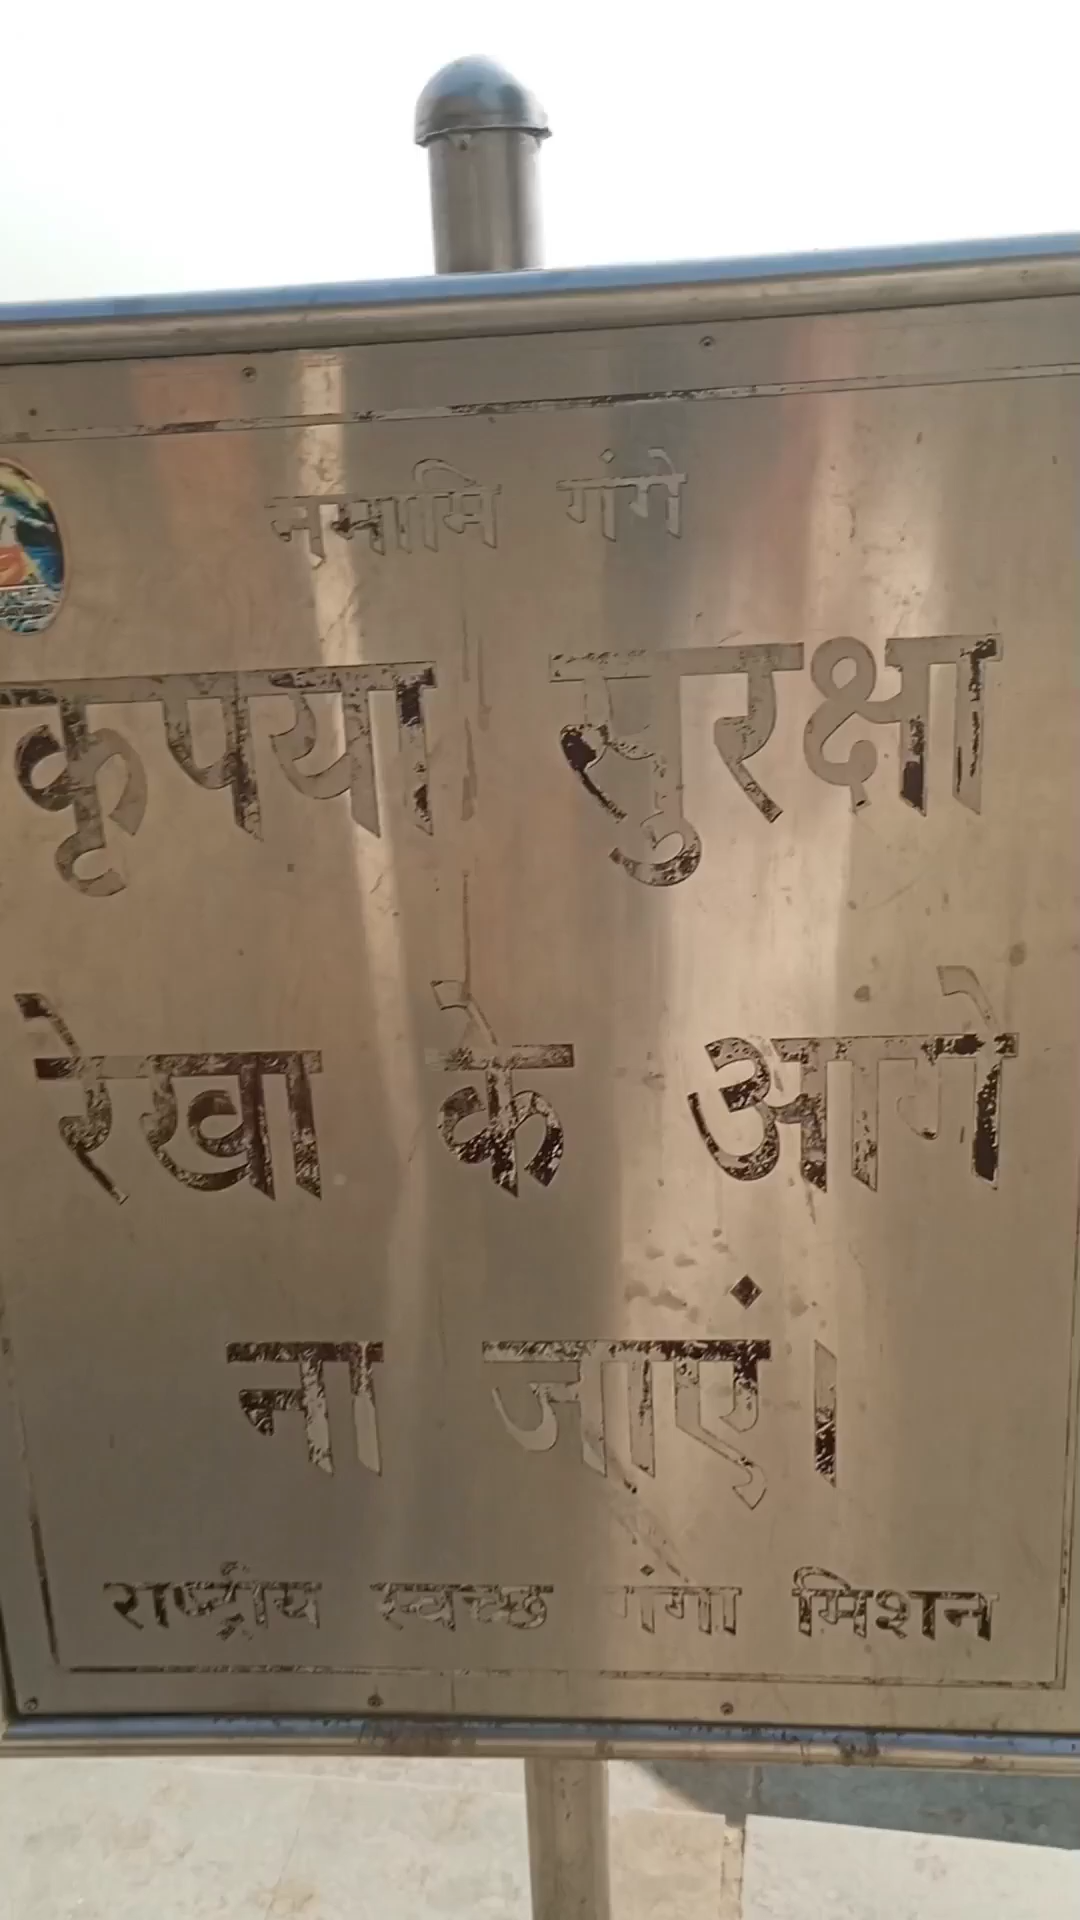 नमामि गंगे
कृपया सुरक्षा
रेखा के आगे
ना जाएं।
राष्ट्रीय स्वच्छ गंगा मिशन